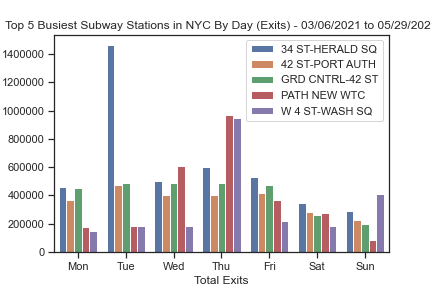 Top 5 Busiest Subway Stations in NYC By Day (Exits) - 03/06/2021 to 05/29/202
34 ST-HERALD SQ
42 ST-PORT AUTH
GRD CNTRL-42 ST
PATH NEW WTC
W 4 ST-WASH SQ
1400000
1200000
1000000
800000
600000
400000
200000
0
Mon Tue Wed Thu Fri Sat Sun
Total Exits